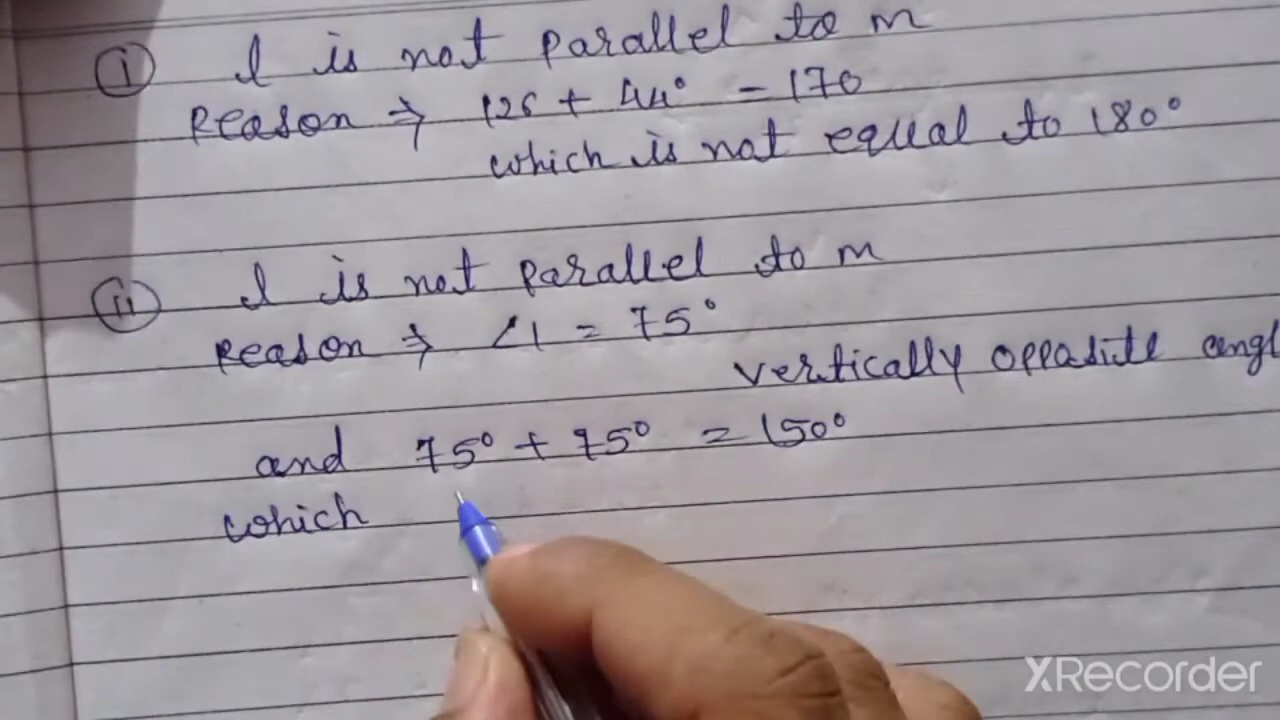 i l is not parallel to m
Reason ⇒ 126 + 44° = 170
which is not equal to 180°
ii l is not parallel to m
Reason ⇒ ∠1 = 75°
vertically opposite angl
and 75° + 75° = 150°
which
XRecorder